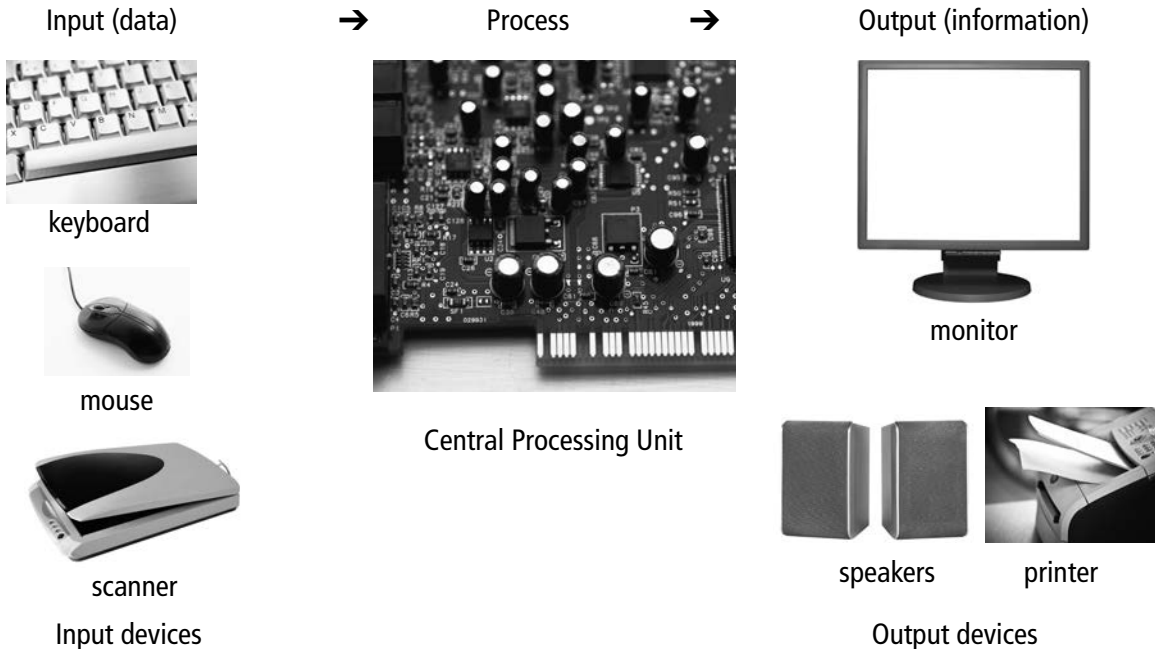 Input (data) ➔ Process ➔ Output (information)
keyboard
mouse
scanner
Input devices
Central Processing Unit
monitor
speakers printer
Output devices